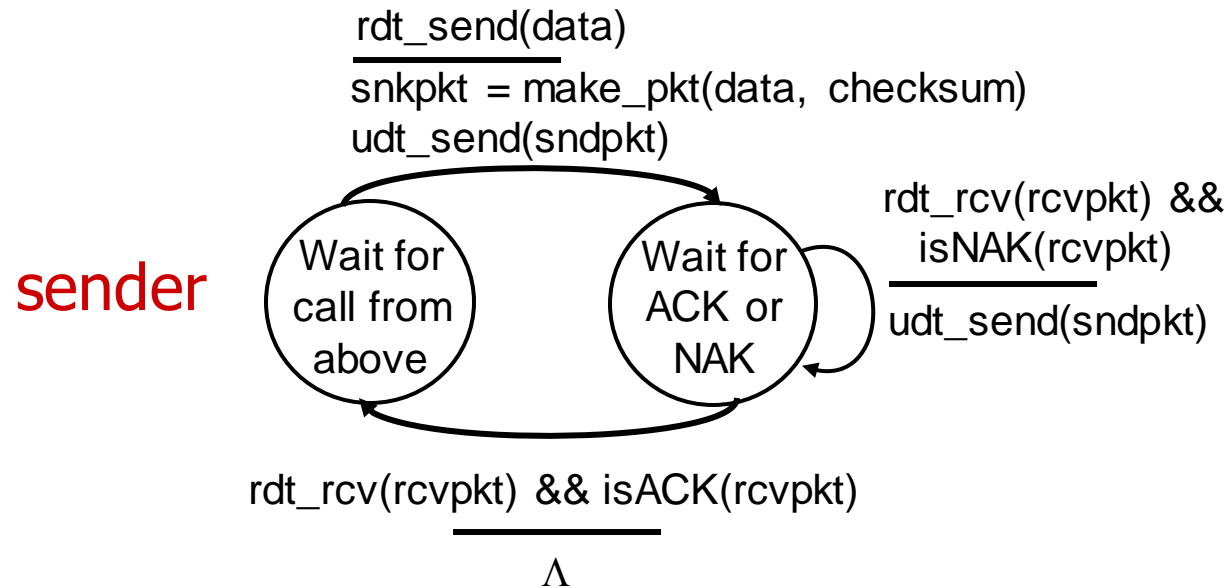 rdt_send(data)
snkpkt = make_pkt(data, checksum)
udt_send(sndpkt)
sender
Wait for
call from
above
Wait for
ACK or
NAK
rdt_rcv(rcvpkt) &&
isNAK(rcvpkt)
udt_send(sndpkt)
rdt_rcv(rcvpkt) && isACK(rcvpkt)
Λ